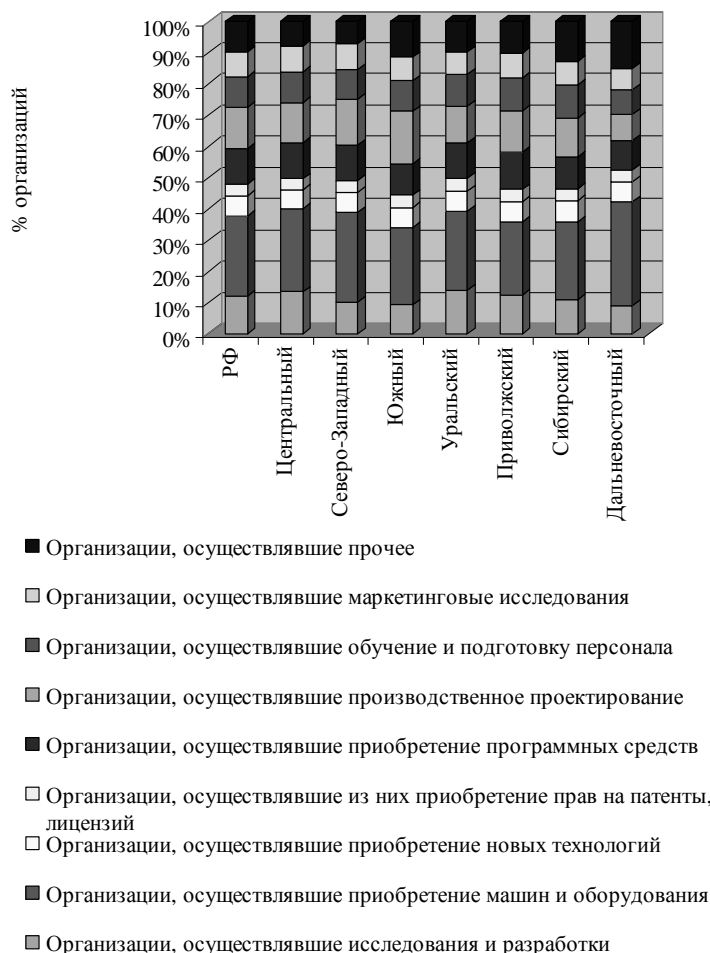 % организаций
100%
90%
80%
70%
60%
50%
40%
30%
20%
10%
0%
РФ
Центральный
Северо-Западный
Южный
Уральский
Приволжский
Сибирский
Дальневосточный
Организации, осуществлявшие прочее
Организации, осуществлявшие маркетинговые исследования
Организации, осуществлявшие обучение и подготовку персонала
Организации, осуществлявшие производственное проектирование
Организации, осуществлявшие приобретение программных средств
Организации, осуществлявшие из них приобретение прав на патенты,
лицензий
Организации, осуществлявшие приобретение новых технологий
Организации, осуществлявшие приобретение машин и оборудования
Организации, осуществлявшие исследования и разработки